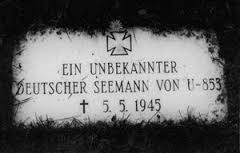 EIN UNBEKANNTER
DEUTSCHER SEEMANN VON U-853
† 5.5.1945